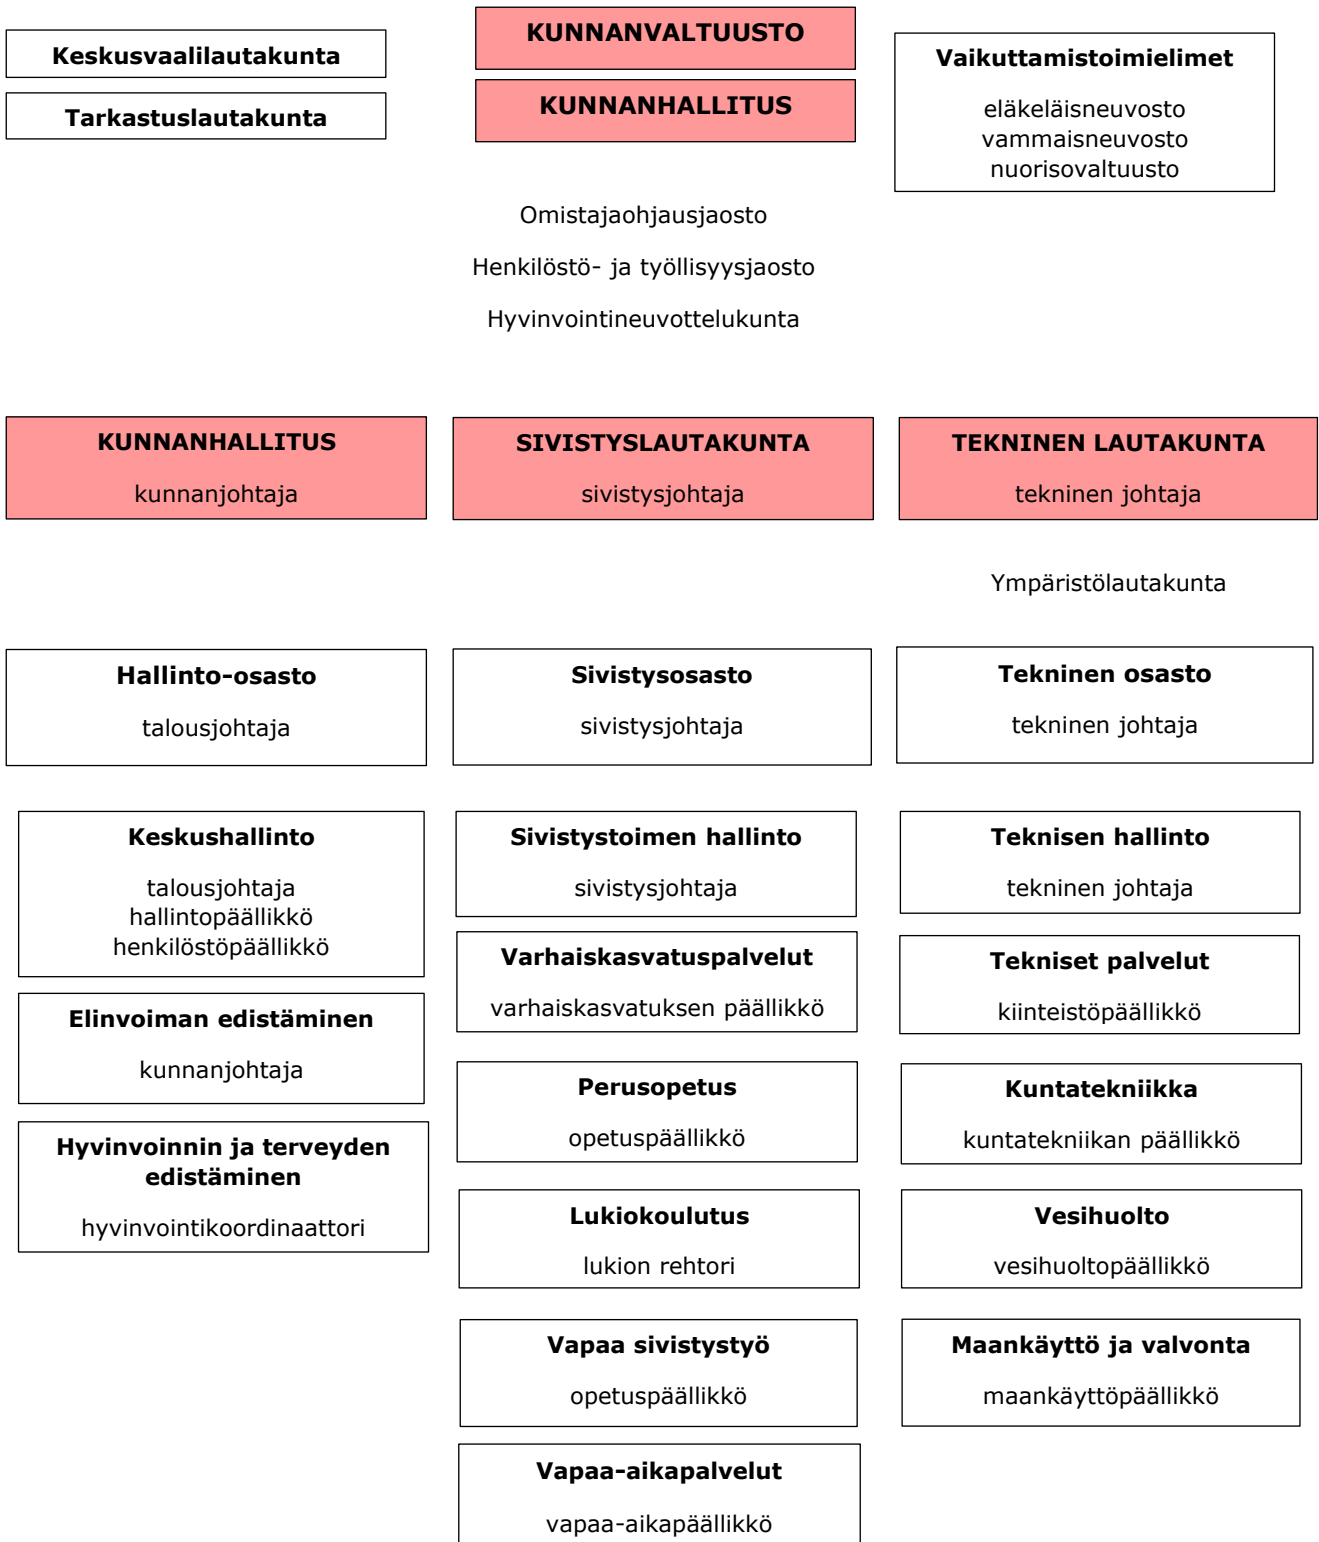 Keskusvaalilautakunta
Tarkastuslautakunta
KUNNANVALTUUSTO
KUNNANHALLITUS
Vaikuttamistoimielimet
eläkeläisneuvosto
vammaisneuvosto
nuorisovaltuusto
Omistajaohjausjaosto
Henkilöstö- ja työllisyysjaosto
Hyvinvointineuvottelukunta
KUNNANHALLITUS
kunnanjohtaja
SIVISTYSLAUTAKUNTA
sivistysjohtaja
TEKNINEN LAUTAKUNTA
tekninen johtaja
Ympäristölautakunta
Hallinto-osasto
talousjohtaja
Sivistysosasto
sivistysjohtaja
Tekninen osasto
tekninen johtaja
Keskushallinto
talousjohtaja
hallintopäällikkö
henkilöstöpäällikkö
Elinvoiman edistäminen
kunnanjohtaja
Hyvinvoinnin ja terveyden
edistäminen
hyvinvointikoordinaattori
Sivistystoimen hallinto
sivistysjohtaja
Varhaiskasvatuspalvelut
varhaiskasvatuksen päällikkö
Perusopetus
opetuspäällikkö
Lukiokoulutus
lukion rehtori
Vapaa sivistystyö
opetuspäällikkö
Vapaa-aikapalvelut
vapaa-aikapäällikkö
Teknisen hallinto
tekninen johtaja
Tekniset palvelut
kiinteistöpäällikkö
Kuntatekniikka
kuntatekniikan päällikkö
Vesihuolto
vesihuoltopäällikkö
Maankäyttö ja valvonta
maankäyttöpäällikkö